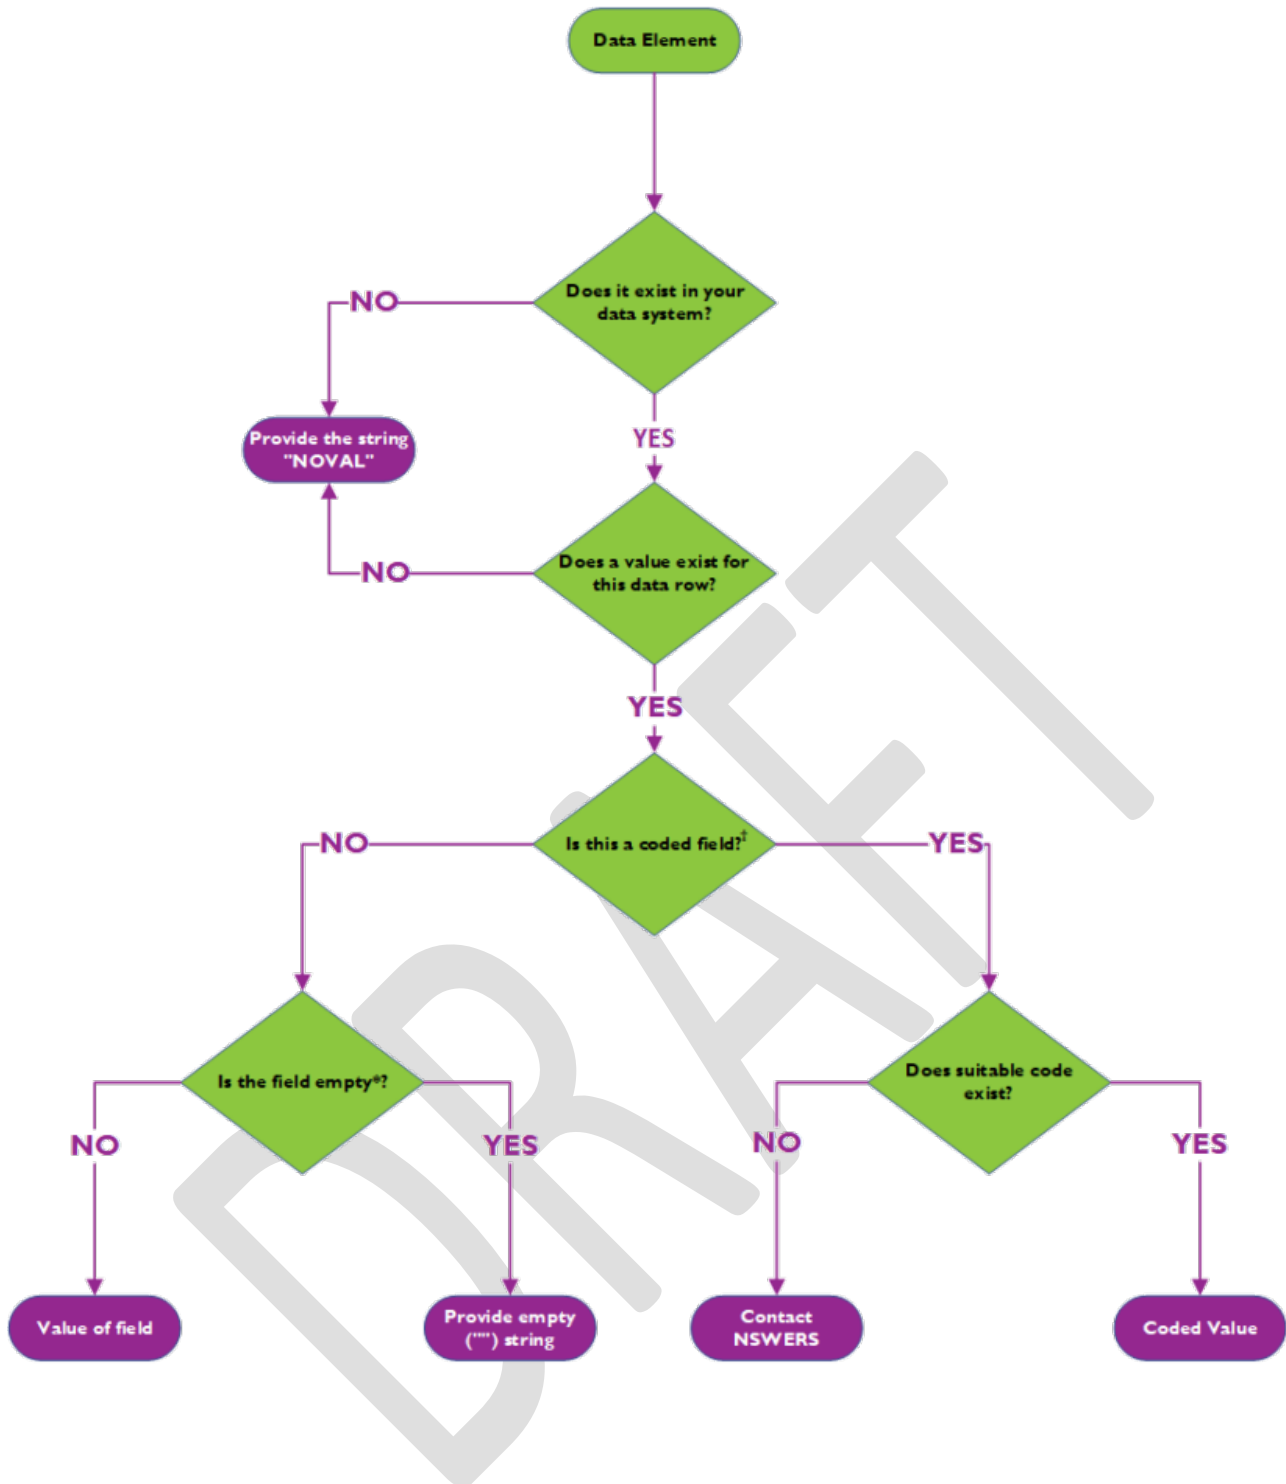 Data Element
Does it exist in your
data system?
NO
YES
Provide the string
"NOVAL"
Does a value exist for
this data row?
NO
YES
Is this a coded field?†
NO
YES
Is the field empty*?
Does suitable code
exist?
NO
YES
NO
YES
Value of field
Provide empty
("") string
Contact
NSWERS
Coded Value
DRAFT